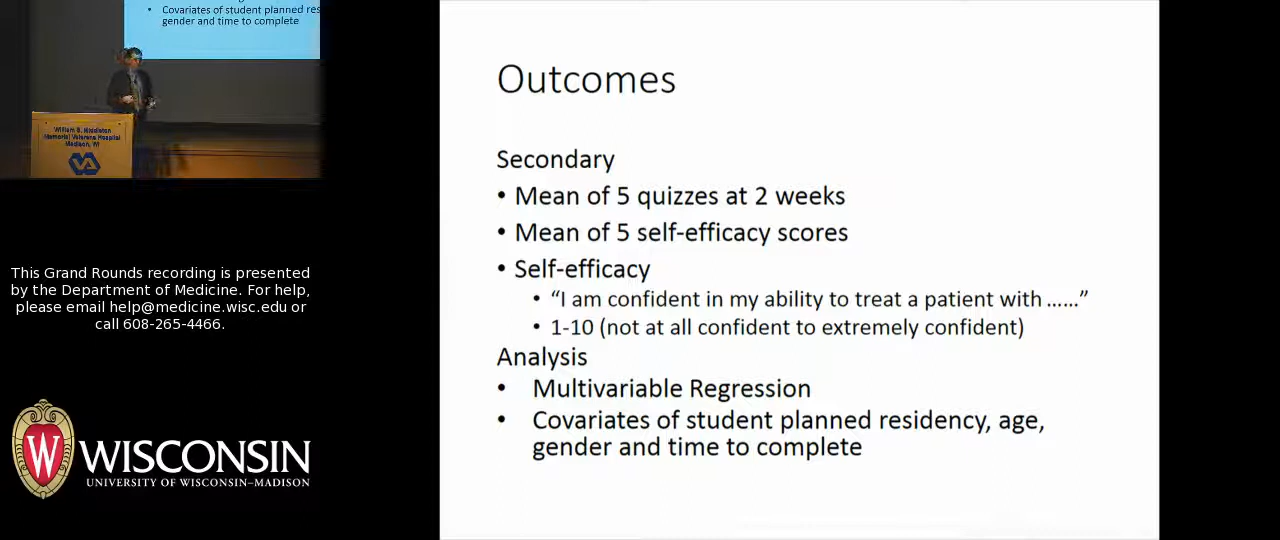 • Covariates of student planned res
gender and time to complete
William S. Middleton
Memorial Veterans Hospital
Madison, WI
VA
This Grand Rounds recording is presented
by the Department of Medicine. For help,
please email help@medicine.wisc.edu or
call 608-265-4466.
W
WISCONSIN
UNIVERSITY OF WISCONSIN–MADISON
Outcomes
Secondary
• Mean of 5 quizzes at 2 weeks
• Mean of 5 self-efficacy scores
• Self-efficacy
• “I am confident in my ability to treat a patient with ......”
• 1-10 (not at all confident to extremely confident)
Analysis
• Multivariable Regression
• Covariates of student planned residency, age,
gender and time to complete